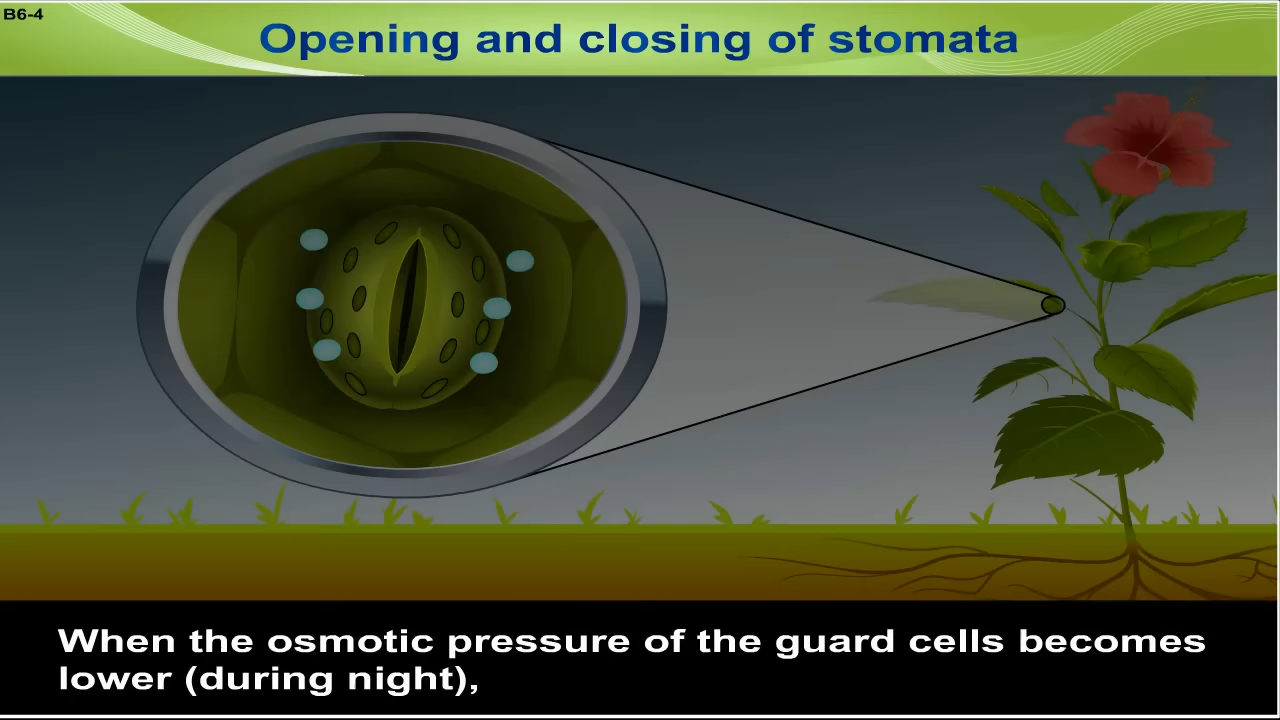 B6-4
Opening and closing of stomata
When the osmotic pressure of the guard cells becomes
lower (during night),